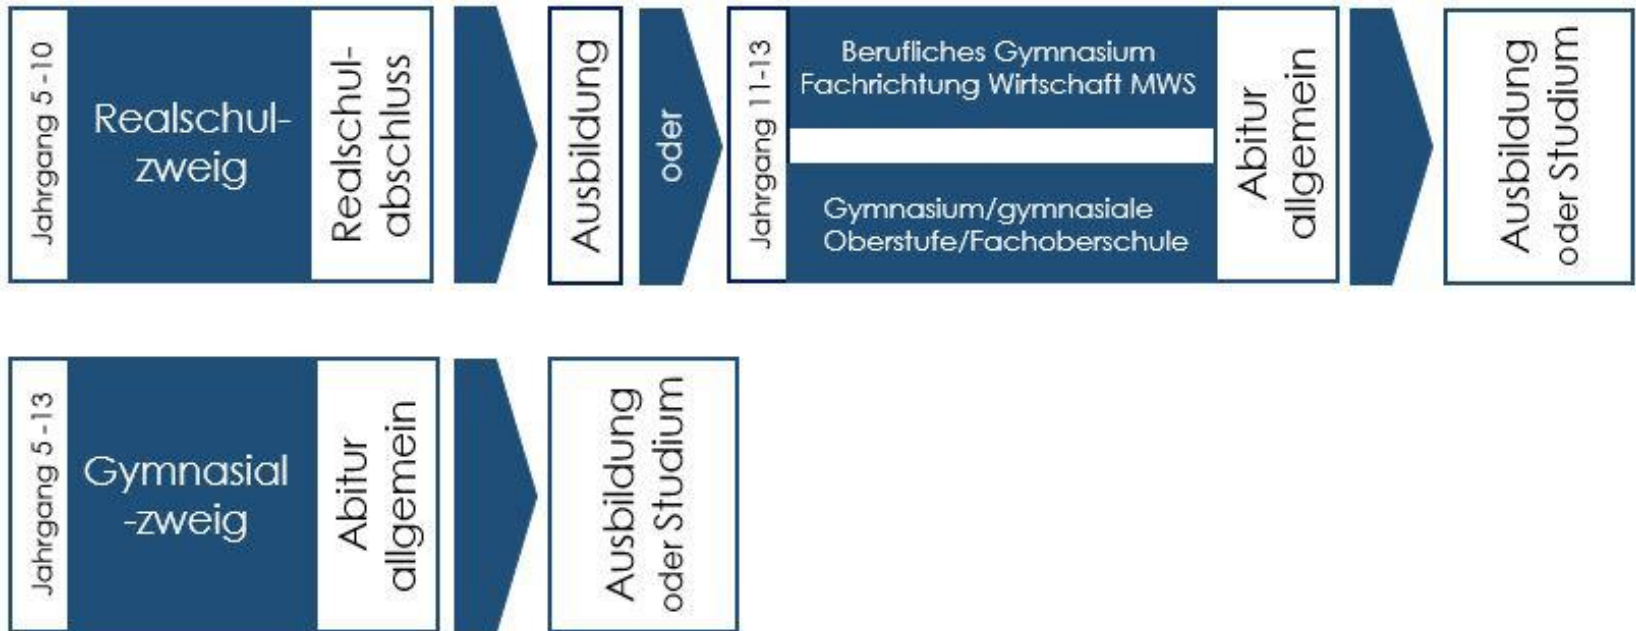 Jahrgang 5 -10
Realschul-
zweig
Realschul-
abschluss
Ausbildung
oder
Jahrgang 11-13
Berufliches Gymnasium
Fachrichtung Wirtschaft MWS
Gymnasium/gymnasiale
Oberstufe/Fachoberschule
Abitur
allgemein
Ausbildung
oder Studium
Jahrgang 5 -13
Gymnasial
-zweig
Abitur
allgemein
Ausbildung
oder Studium